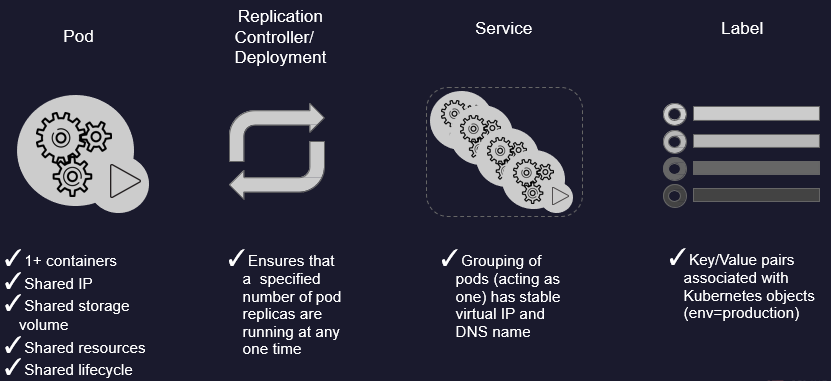 Pod
Replication
Controller/
Deployment
Service
Label
✓ 1+ containers
✓ Shared IP
✓ Shared storage
volume
✓ Shared resources
✓ Shared lifecycle
✓ Ensures that
a specified
number of pod
replicas are
running at any
one time
✓ Grouping of
pods (acting as
one) has stable
virtual IP and
DNS name
✓ Key/Value pairs
associated with
Kubernetes objects
(env=production)